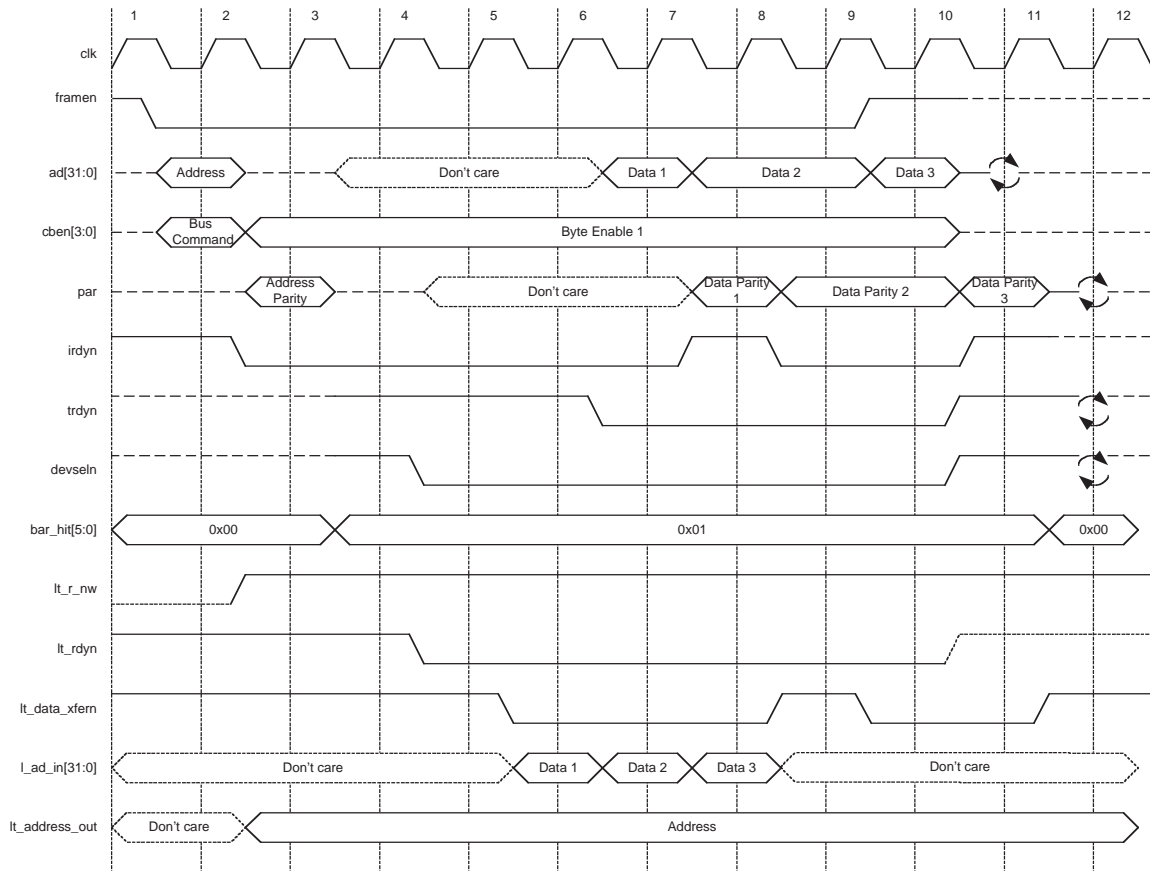 1 2 3 4 5 6 7 8 9 10 11 12
clk
framen
ad[31:0] Address Don't care Data 1 Data 2 Data 3
cben[3:0] Bus Command Byte Enable 1
par Address Parity Don't care Data Parity 1 Data Parity 2 Data Parity 3
irdyn
trdyn
devseln
bar_hit[5:0] 0x00 0x01 0x00
lt_r_nw
lt_rdyn
lt_data_xfern
l_ad_in[31:0] Don't care Data 1 Data 2 Data 3 Don't care
lt_address_out Don't care Address